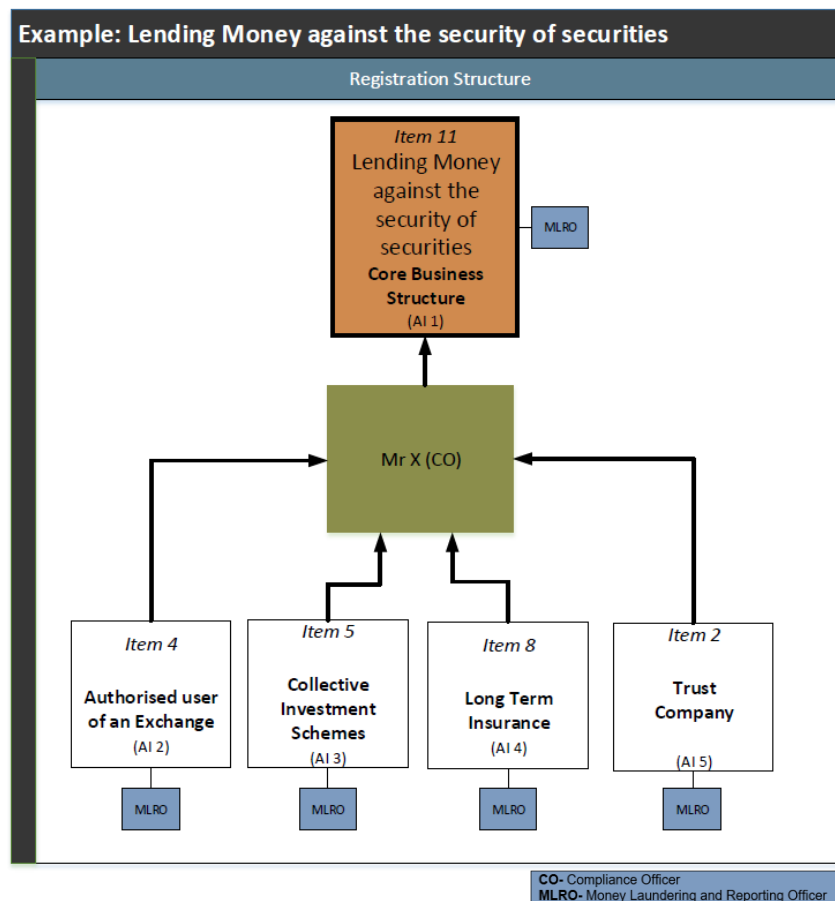 Example: Lending Money against the security of securities
Registration Structure
Item 11
Lending Money
against the
security of
securities
Core Business
Structure
(AI 1)
MLRO
Mr X (CO)
Item 4
Authorised user
of an Exchange
(AI 2)
MLRO
Item 5
Collective
Investment
Schemes
(AI 3)
MLRO
Item 8
Long Term
Insurance
(AI 4)
MLRO
Item 2
Trust
Company
(AI 5)
MLRO
CO- Compliance Officer
MLRO- Money Laundering and Reporting Officer